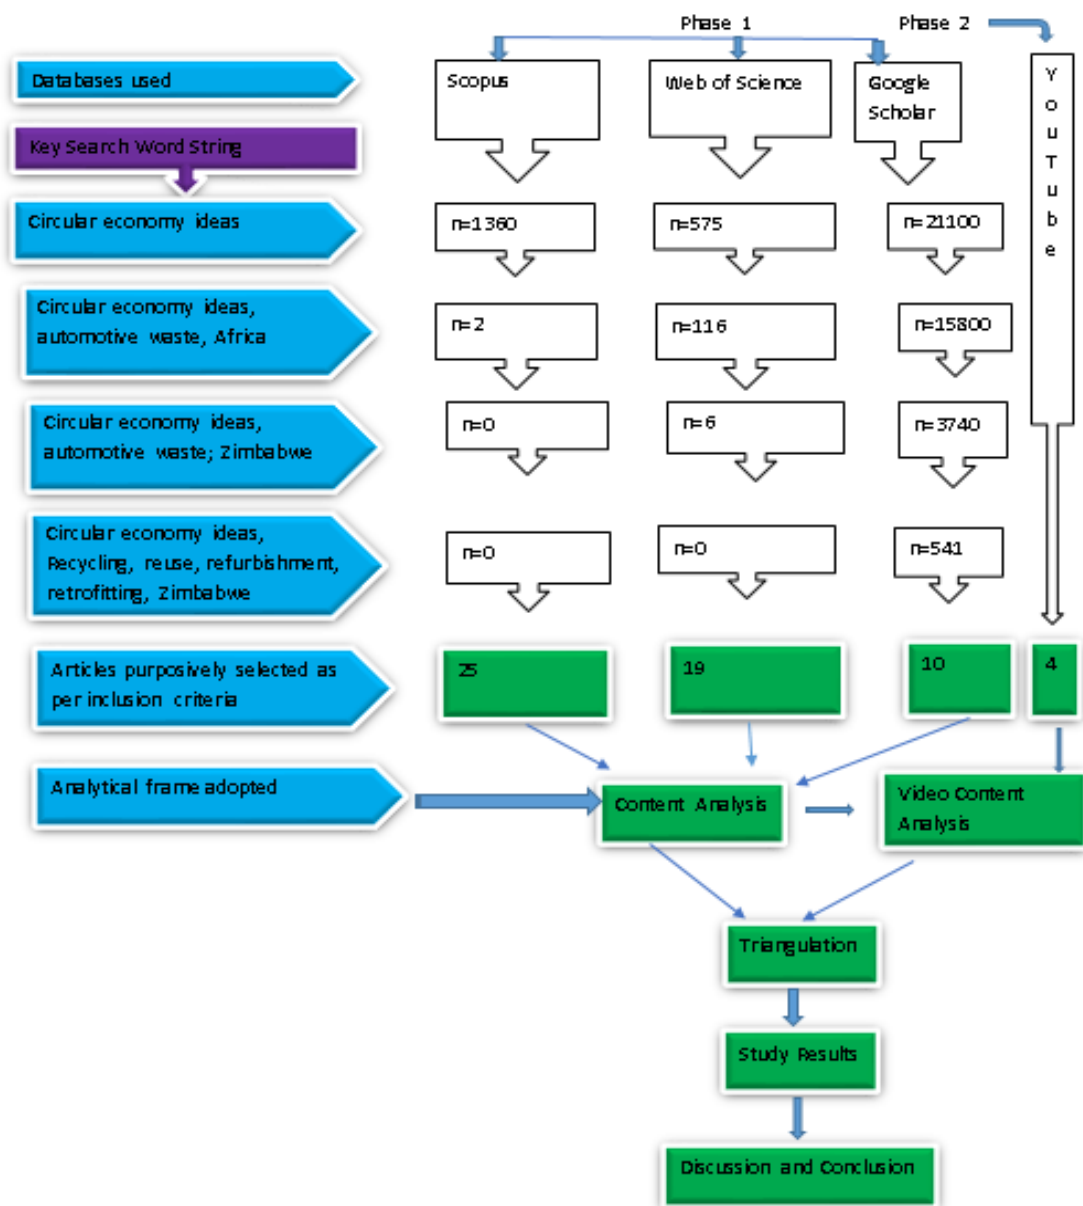 Phase 1
Phase 2
Databases used
Scopus
Web of Science
Google
Scholar
YouTube
Key Search Word String
Circular economy ideas
n=1360
n=575
n=21100
Circular economy ideas,
automotive waste, Africa
n=2
n=116
n=15800
Circular economy ideas,
automotive waste; Zimbabwe
n=0
n=6
n=3740
Circular economy ideas,
Recycling, reuse, refurbishment,
retrofitting, Zimbabwe
n=0
n=0
n=541
Articles purposively selected as
per inclusion criteria
25
19
10
4
Analytical frame adopted
Content Analysis
Video Content
Analysis
Triangulation
Study Results
Discussion and Conclusion